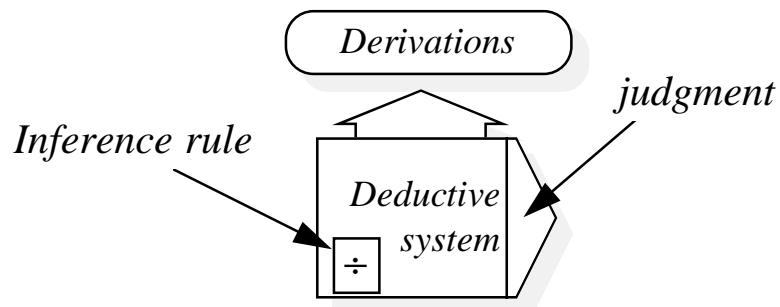 Derivations
judgment
Inference rule
Deductive
system
÷